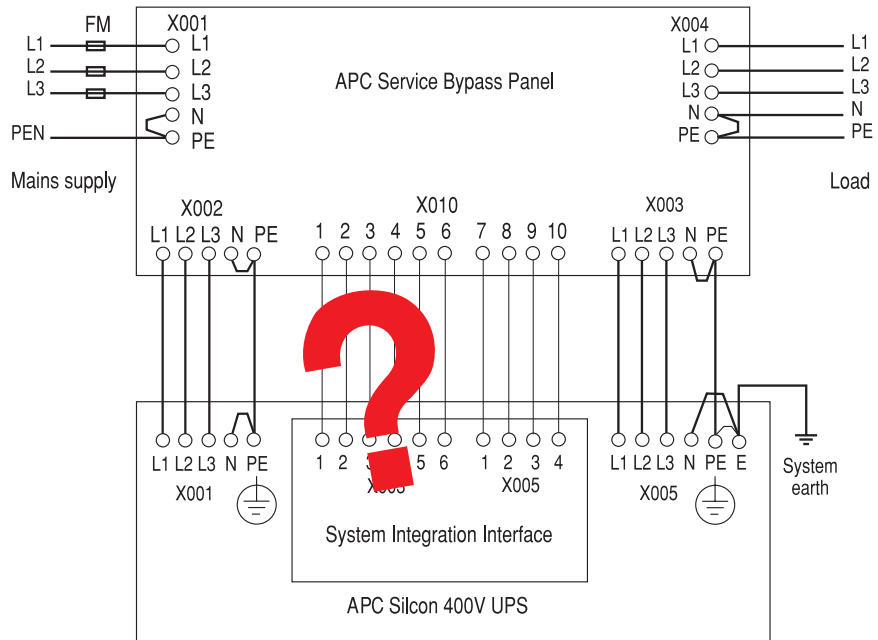 FM X001 X004
L1 L1 L1 L1
L2 L2 L2 L2
L3 L3 L3 L3
APC Service Bypass Panel
N N N
PEN PE PE PE
Mains supply Load
X002 X010 X003
L1 L2 L3 N PE 1 2 3 4 5 6 7 8 9 10 L1 L2 L3 N PE
?
L1 L2 L3 N PE 1 2 3 5 6 1 2 3 4 L1 L2 L3 N PE E
System
earth
X001 X005 X005
System Integration Interface
APC Silcon 400V UPS